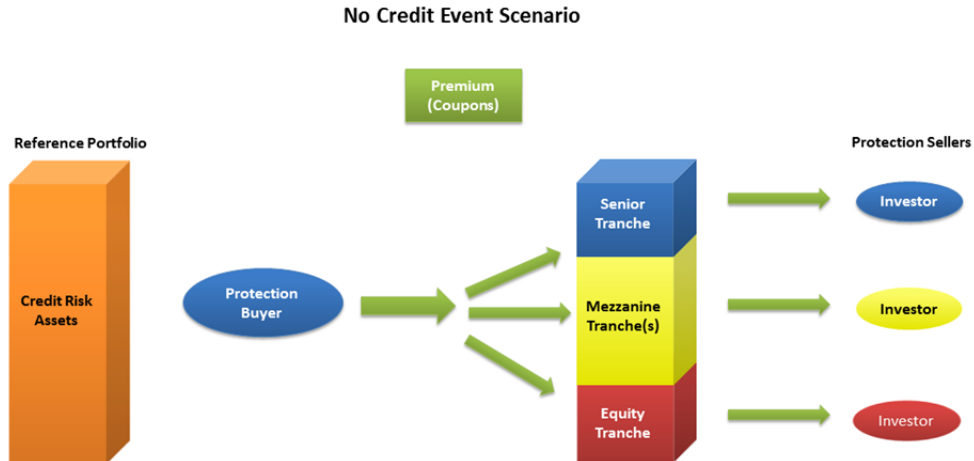 No Credit Event Scenario
Premium
(Coupons)
Reference Portfolio
Protection Sellers
Credit Risk
Assets
Protection
Buyer
Senior
Tranche
Mezzanine
Tranche(s)
Equity
Tranche
Investor
Investor
Investor